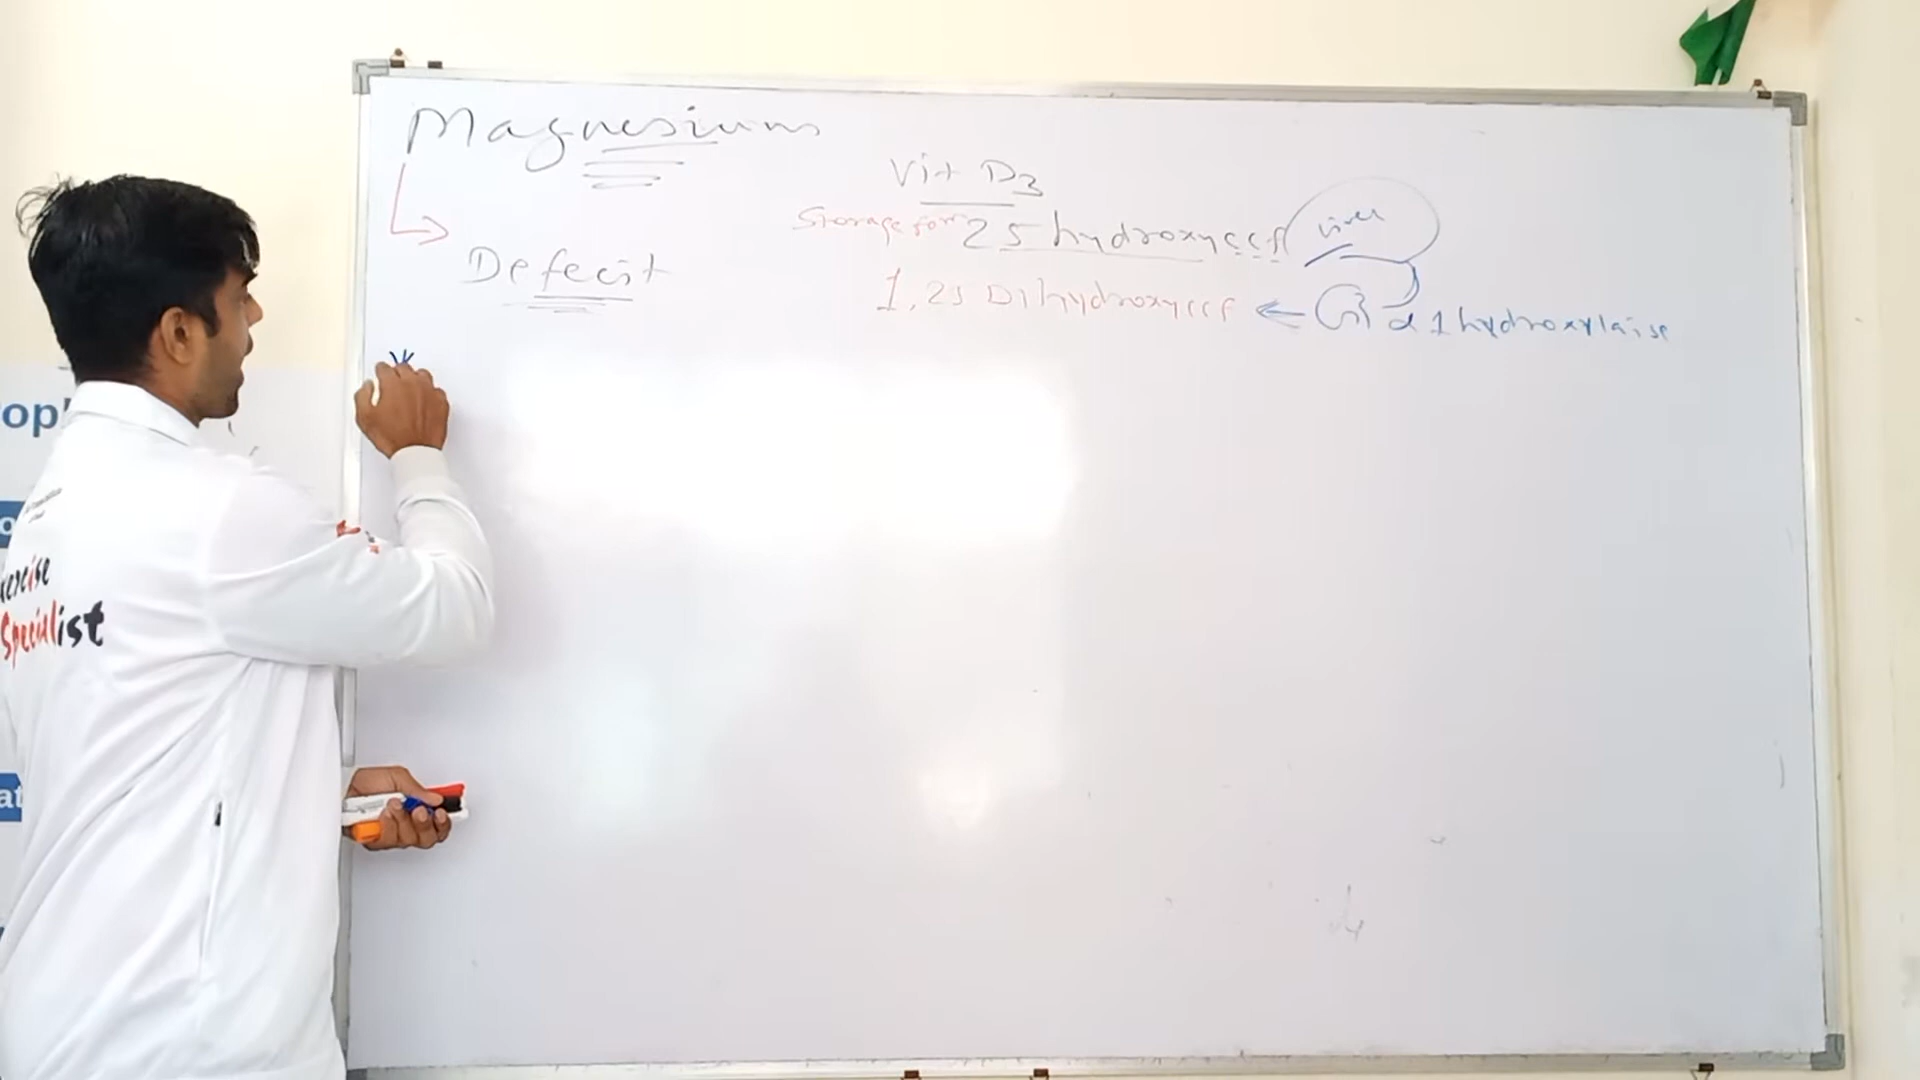 Magnesium
Vit D3
Storage form 25 hydroxyccf liver
Defecit
1,25 Dihydroxyccf ← α 1 hydroxylaise
Specialist